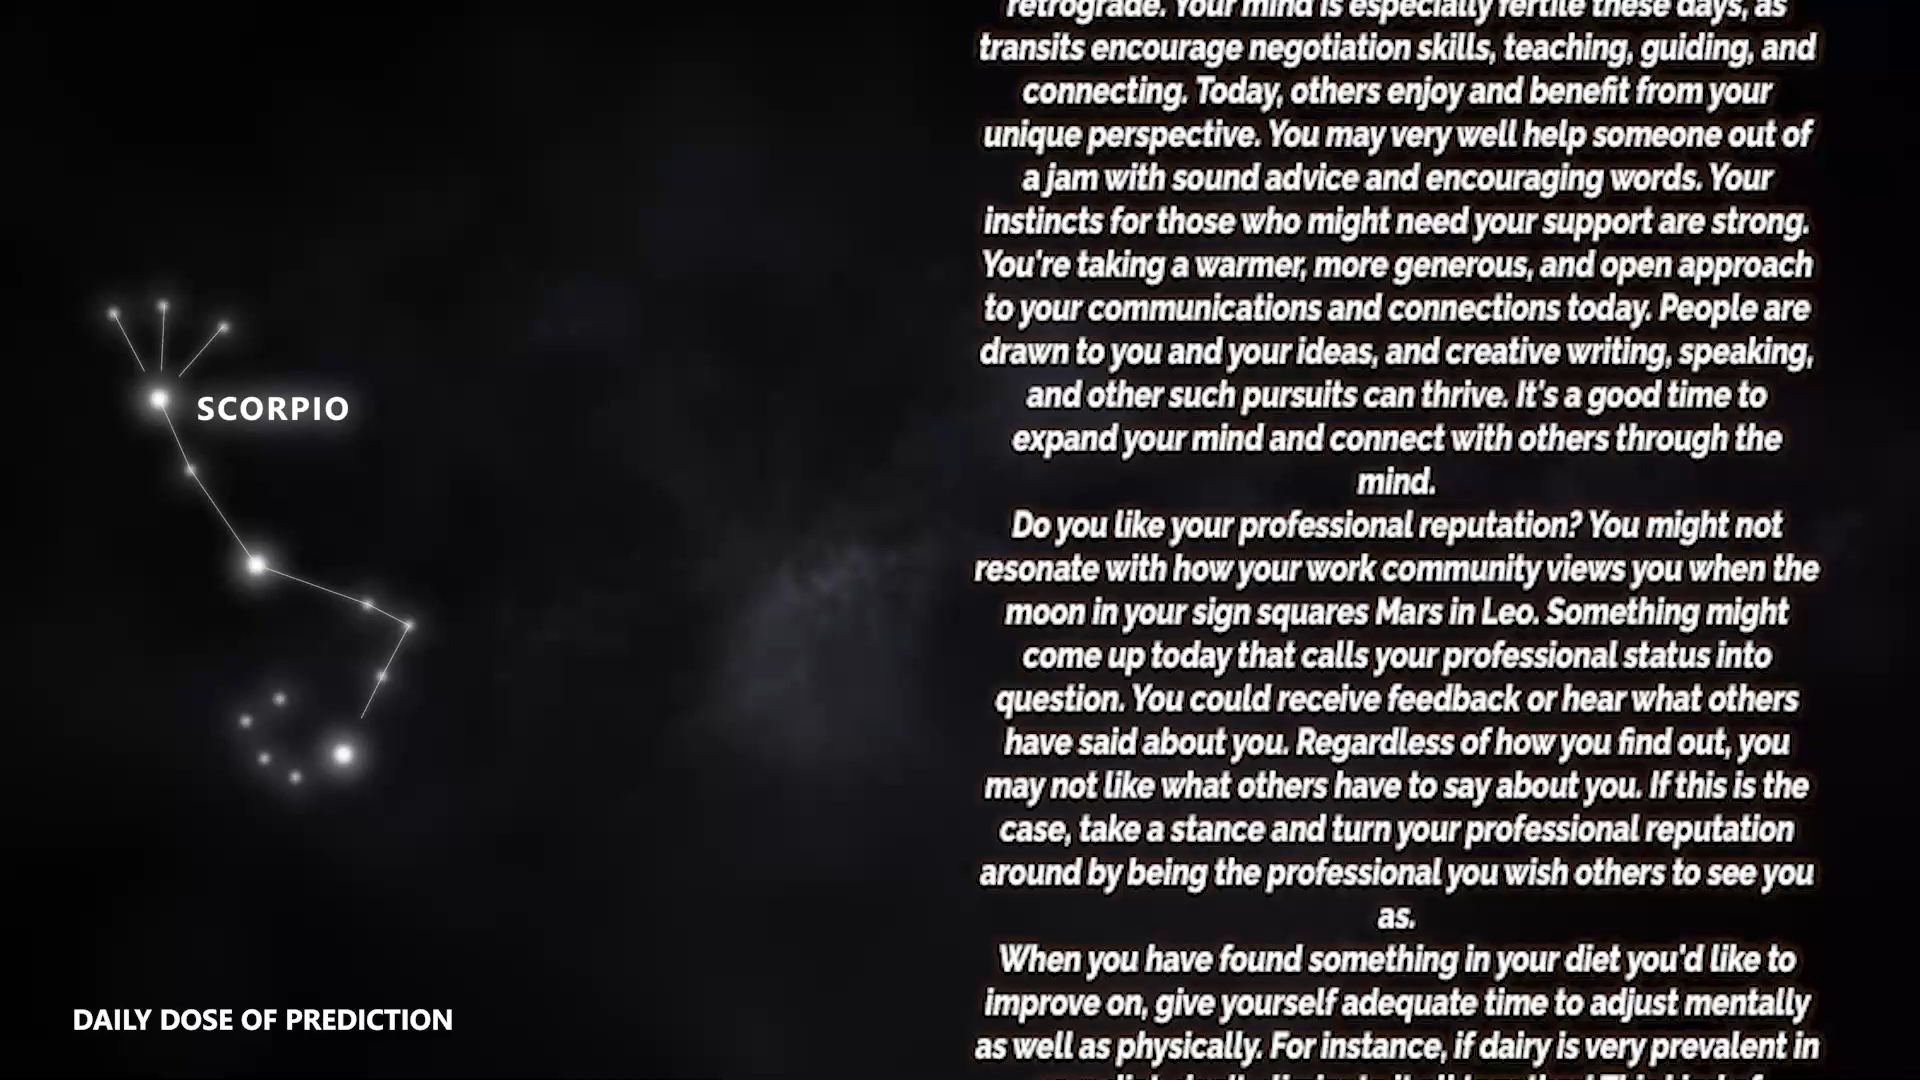 retrograde. Your mind is especially fertile these days, as
transits encourage negotiation skills, teaching, guiding, and
connecting. Today, others enjoy and benefit from your
unique perspective. You may very well help someone out of
a jam with sound advice and encouraging words. Your
instincts for those who might need your support are strong.
You're taking a warmer, more generous, and open approach
to your communications and connections today. People are
drawn to you and your ideas, and creative writing, speaking,
and other such pursuits can thrive. It's a good time to
expand your mind and connect with others through the
mind.
Do you like your professional reputation? You might not
resonate with how your work community views you when the
moon in your sign squares Mars in Leo. Something might
come up today that calls your professional status into
question. You could receive feedback or hear what others
have said about you. Regardless of how you find out, you
may not like what others have to say about you. If this is the
case, take a stance and turn your professional reputation
around by being the professional you wish others to see you
as.
When you have found something in your diet you'd like to
improve on, give yourself adequate time to adjust mentally
as well as physically. For instance, if dairy is very prevalent in
SCORPIO
DAILY DOSE OF PREDICTION